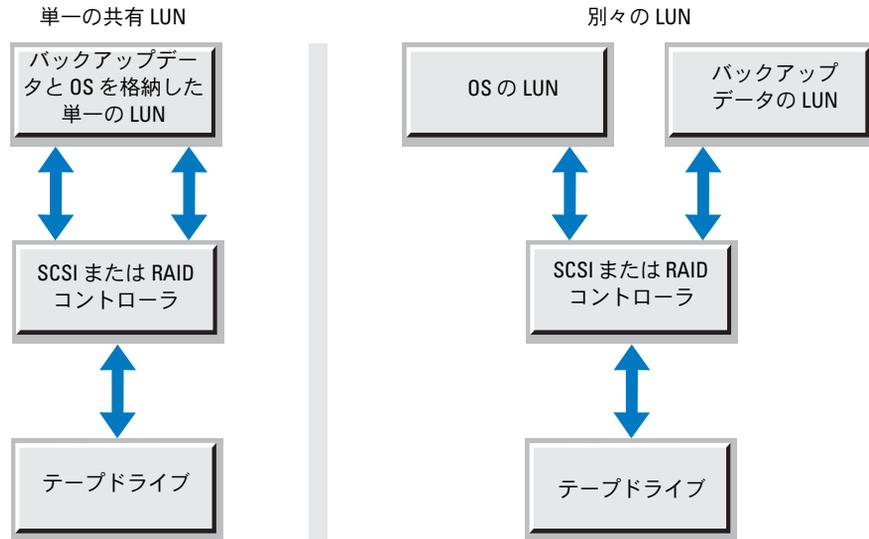 単一の共有 LUN
バックアップデー
タと OS を格納した
単一の LUN
SCSI または RAID
コントローラ
テープドライブ
別々の LUN
OS の LUN
バックアップ
データの LUN
SCSI または RAID
コントローラ
テープドライブ